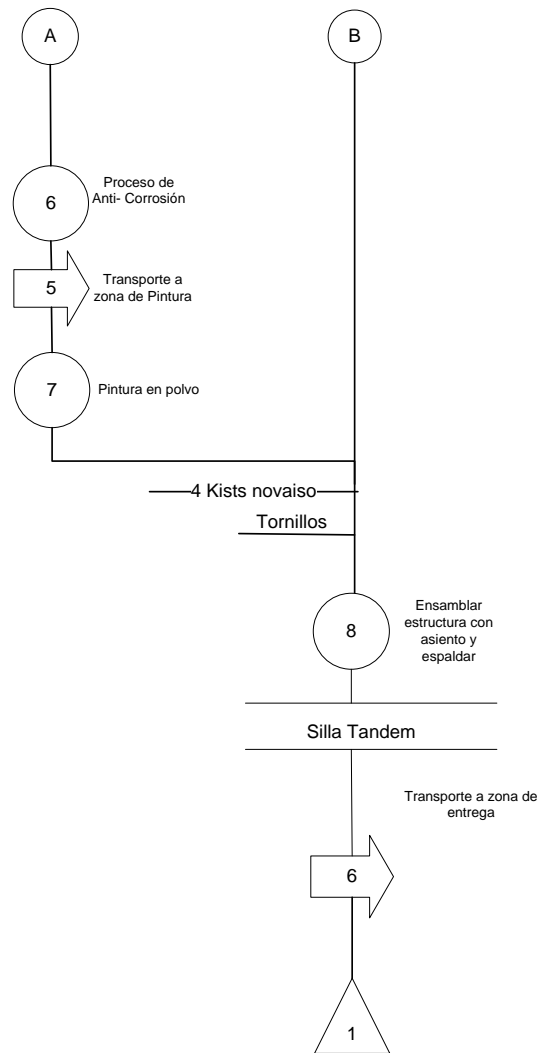 A
B
6
Proceso de
Anti- Corrosión
5
Transporte a
zona de Pintura
7
Pintura en polvo
4 Kists novaiso
Tornillos
8
Ensamblar
estructura con
asiento y
espaldar
Silla Tandem
Transporte a zona de
entrega
6
1